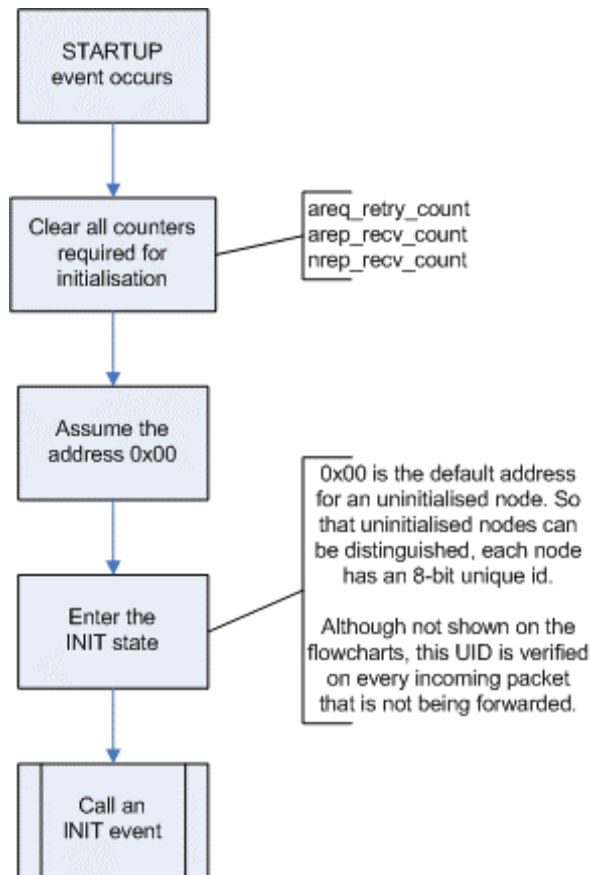 STARTUP
event occurs
Clear all counters
required for
initialisation
areq_retry_count
arep_recv_count
nrep_recv_count
Assume the
address 0x00
Enter the
INIT state
0x00 is the default address
for an uninitialised node. So
that uninitialised nodes can
be distinguished, each node
has an 8-bit unique id.
Although not shown on the
flowcharts, this UID is verified
on every incoming packet
that is not being forwarded.
Call an
INIT event